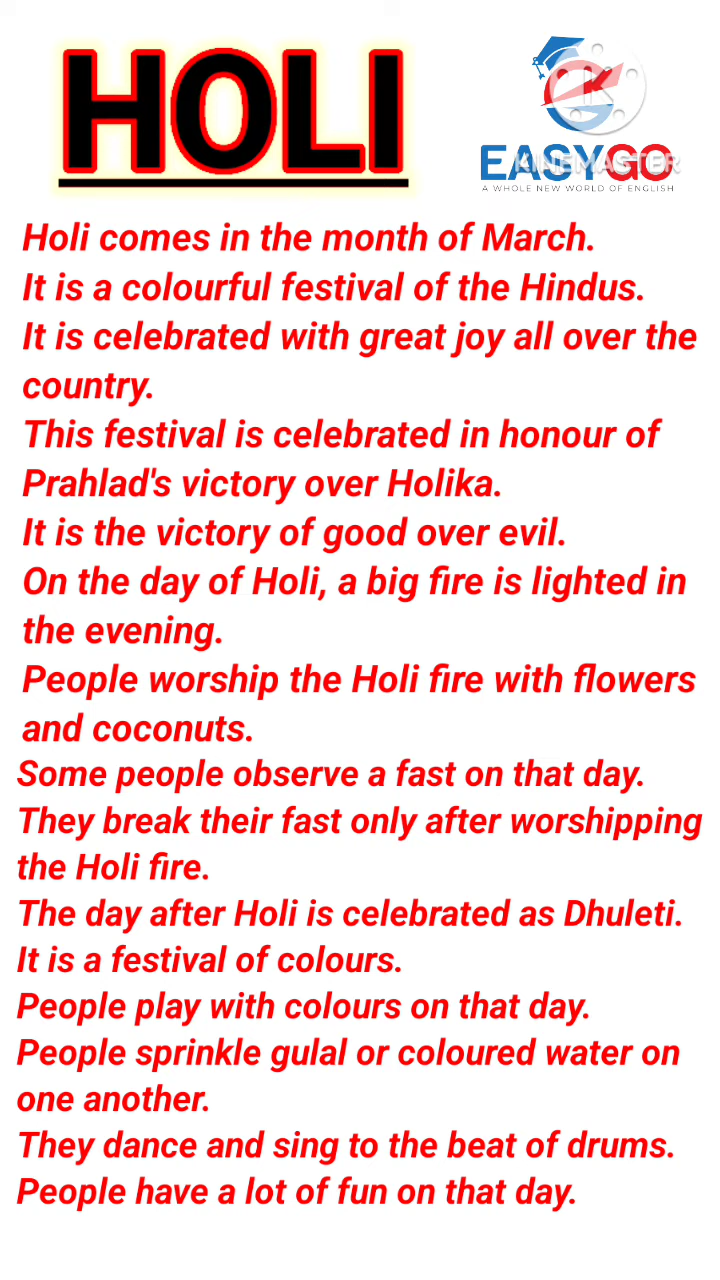 HOLI
EASYGO
KINEMASTER
A WHOLE NEW WORLD OF ENGLISH
Holi comes in the month of March.
It is a colourful festival of the Hindus.
It is celebrated with great joy all over the
country.
This festival is celebrated in honour of
Prahlad's victory over Holika.
It is the victory of good over evil.
On the day of Holi, a big fire is lighted in
the evening.
People worship the Holi fire with flowers
and coconuts.
Some people observe a fast on that day.
They break their fast only after worshipping
the Holi fire.
The day after Holi is celebrated as Dhuleti.
It is a festival of colours.
People play with colours on that day.
People sprinkle gulal or coloured water on
one another.
They dance and sing to the beat of drums.
People have a lot of fun on that day.